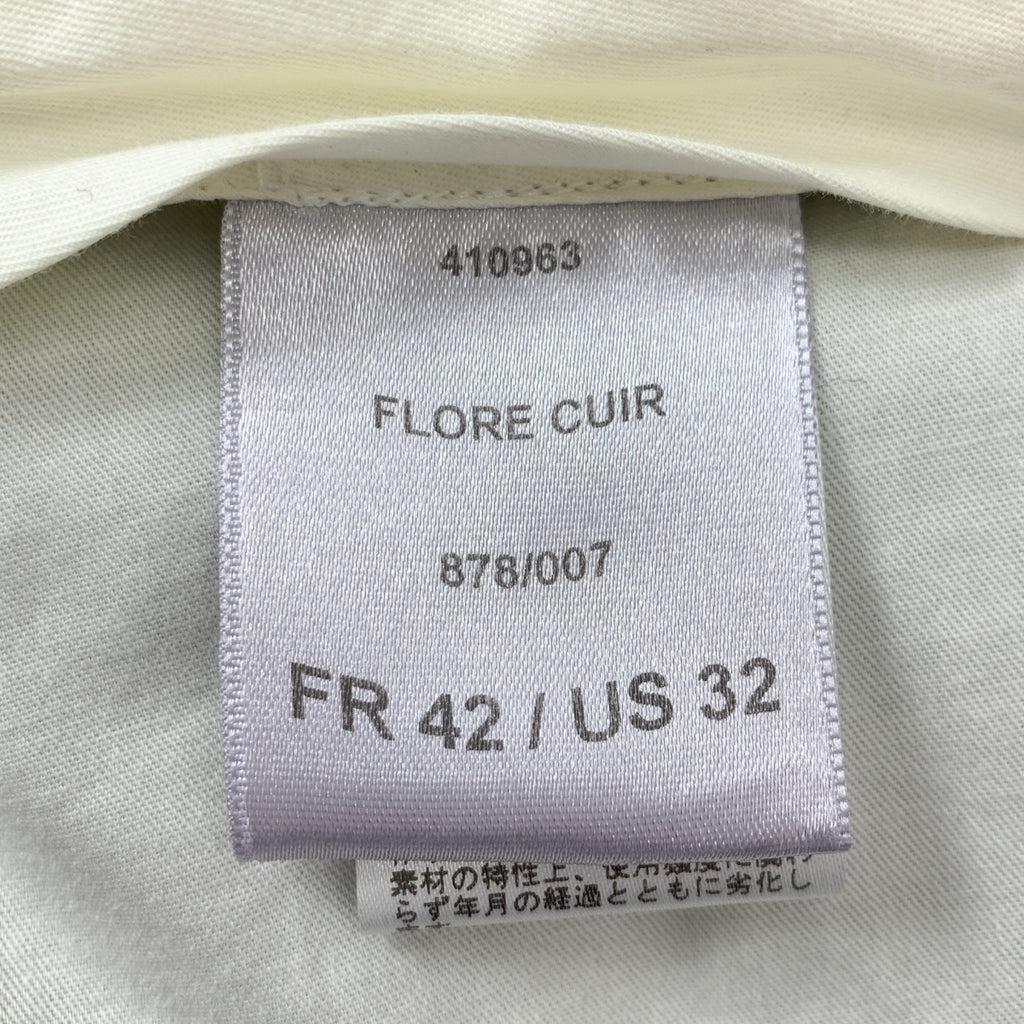 410963
FLORE CUIR
878/007
FR 42 / US 32
素材の特性上、使用強度に関わ
らず年月の経過とともに劣化し